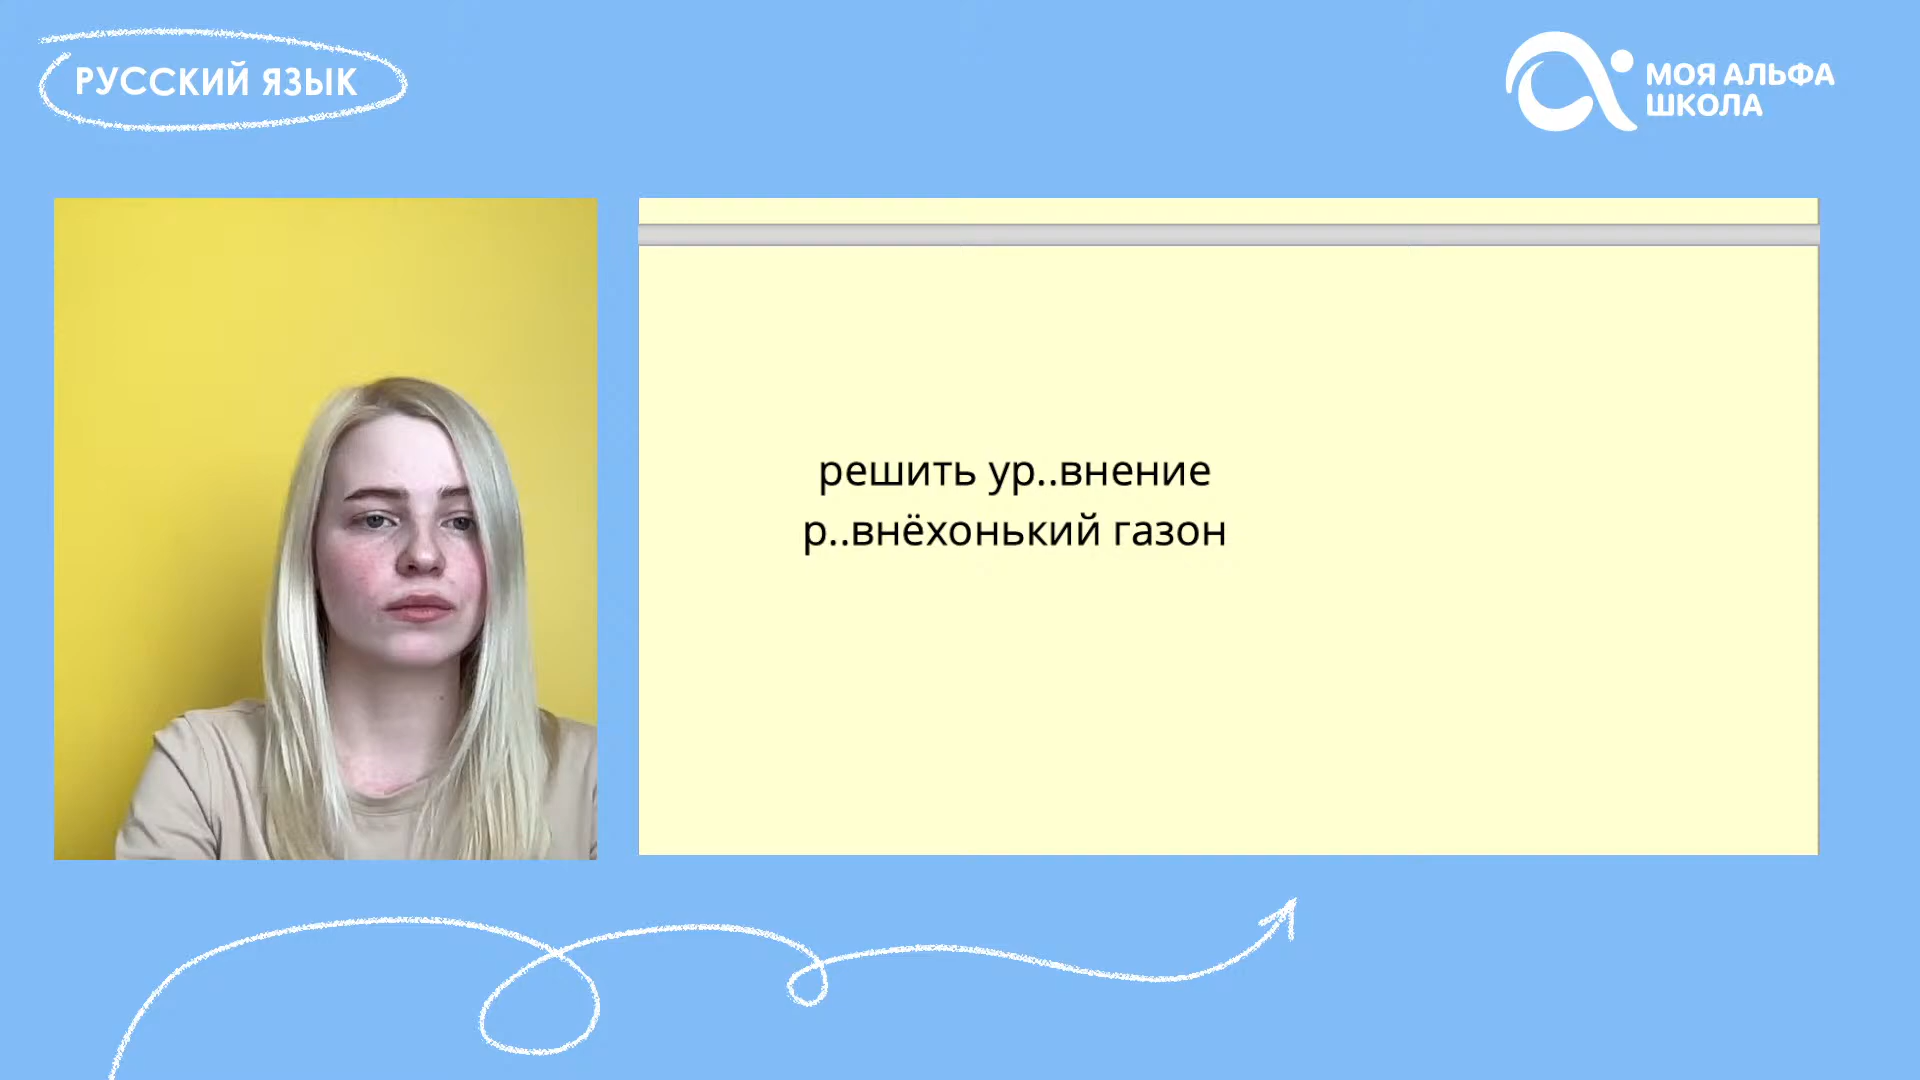 РУССКИЙ ЯЗЫК
МОЯ АЛЬФА
ШКОЛА
решить ур..внение
р..внёхонький газон